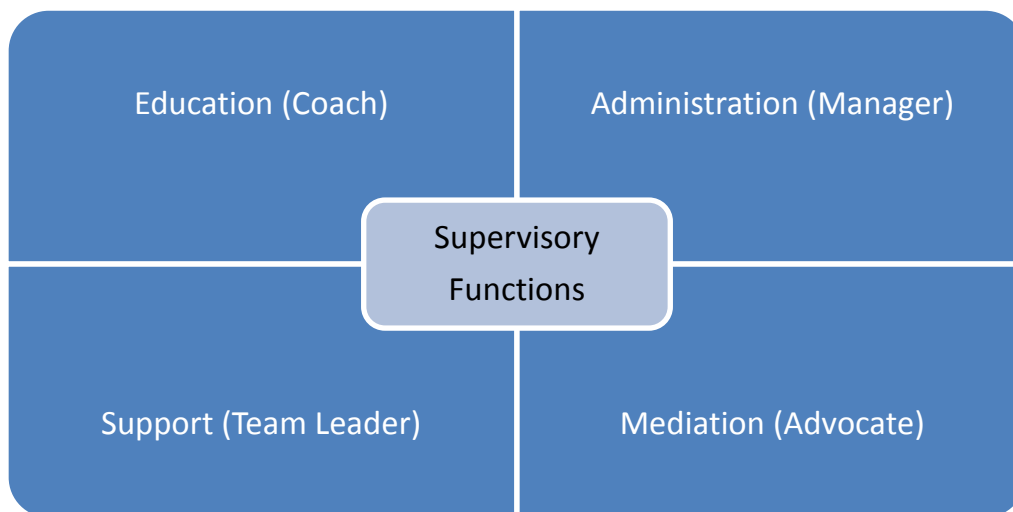 Education (Coach)
Administration (Manager)
Supervisory
Functions
Support (Team Leader)
Mediation (Advocate)